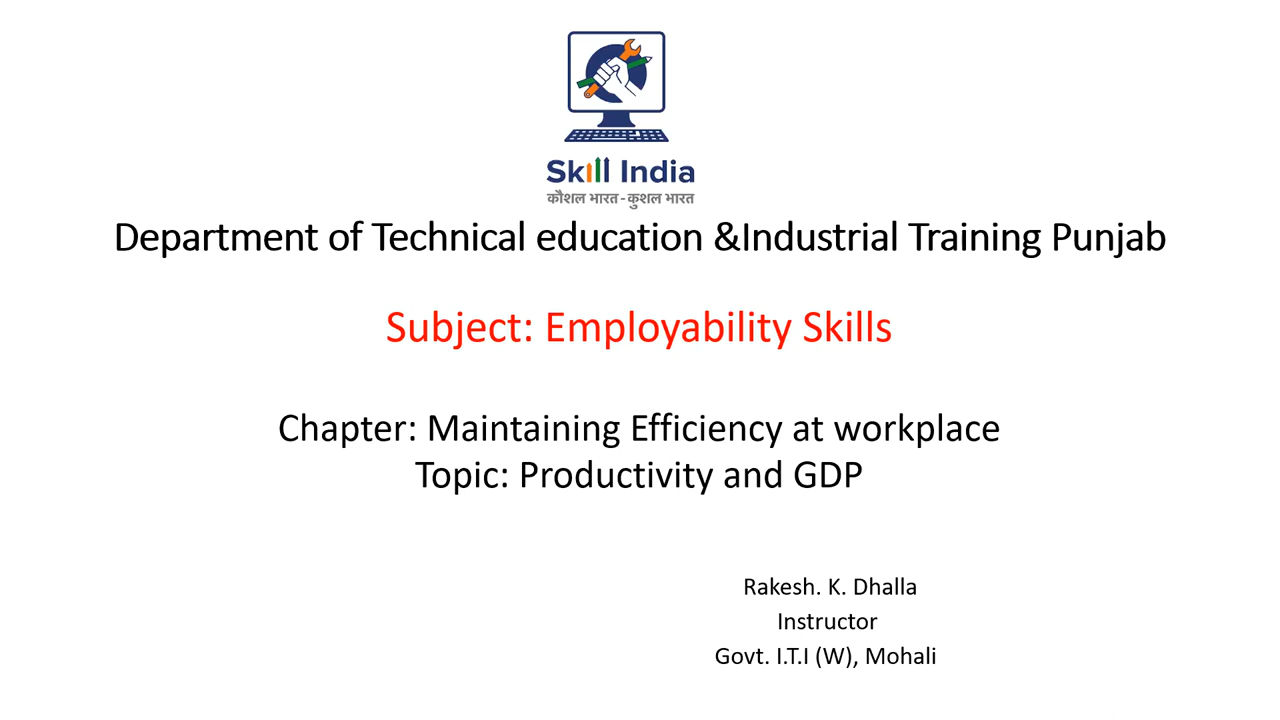 Skill India
कौशल भारत - कुशल भारत
Department of Technical education &Industrial Training Punjab
Subject: Employability Skills
Chapter: Maintaining Efficiency at workplace
Topic: Productivity and GDP
Rakesh. K. Dhalla
Instructor
Govt. I.T.I (W), Mohali